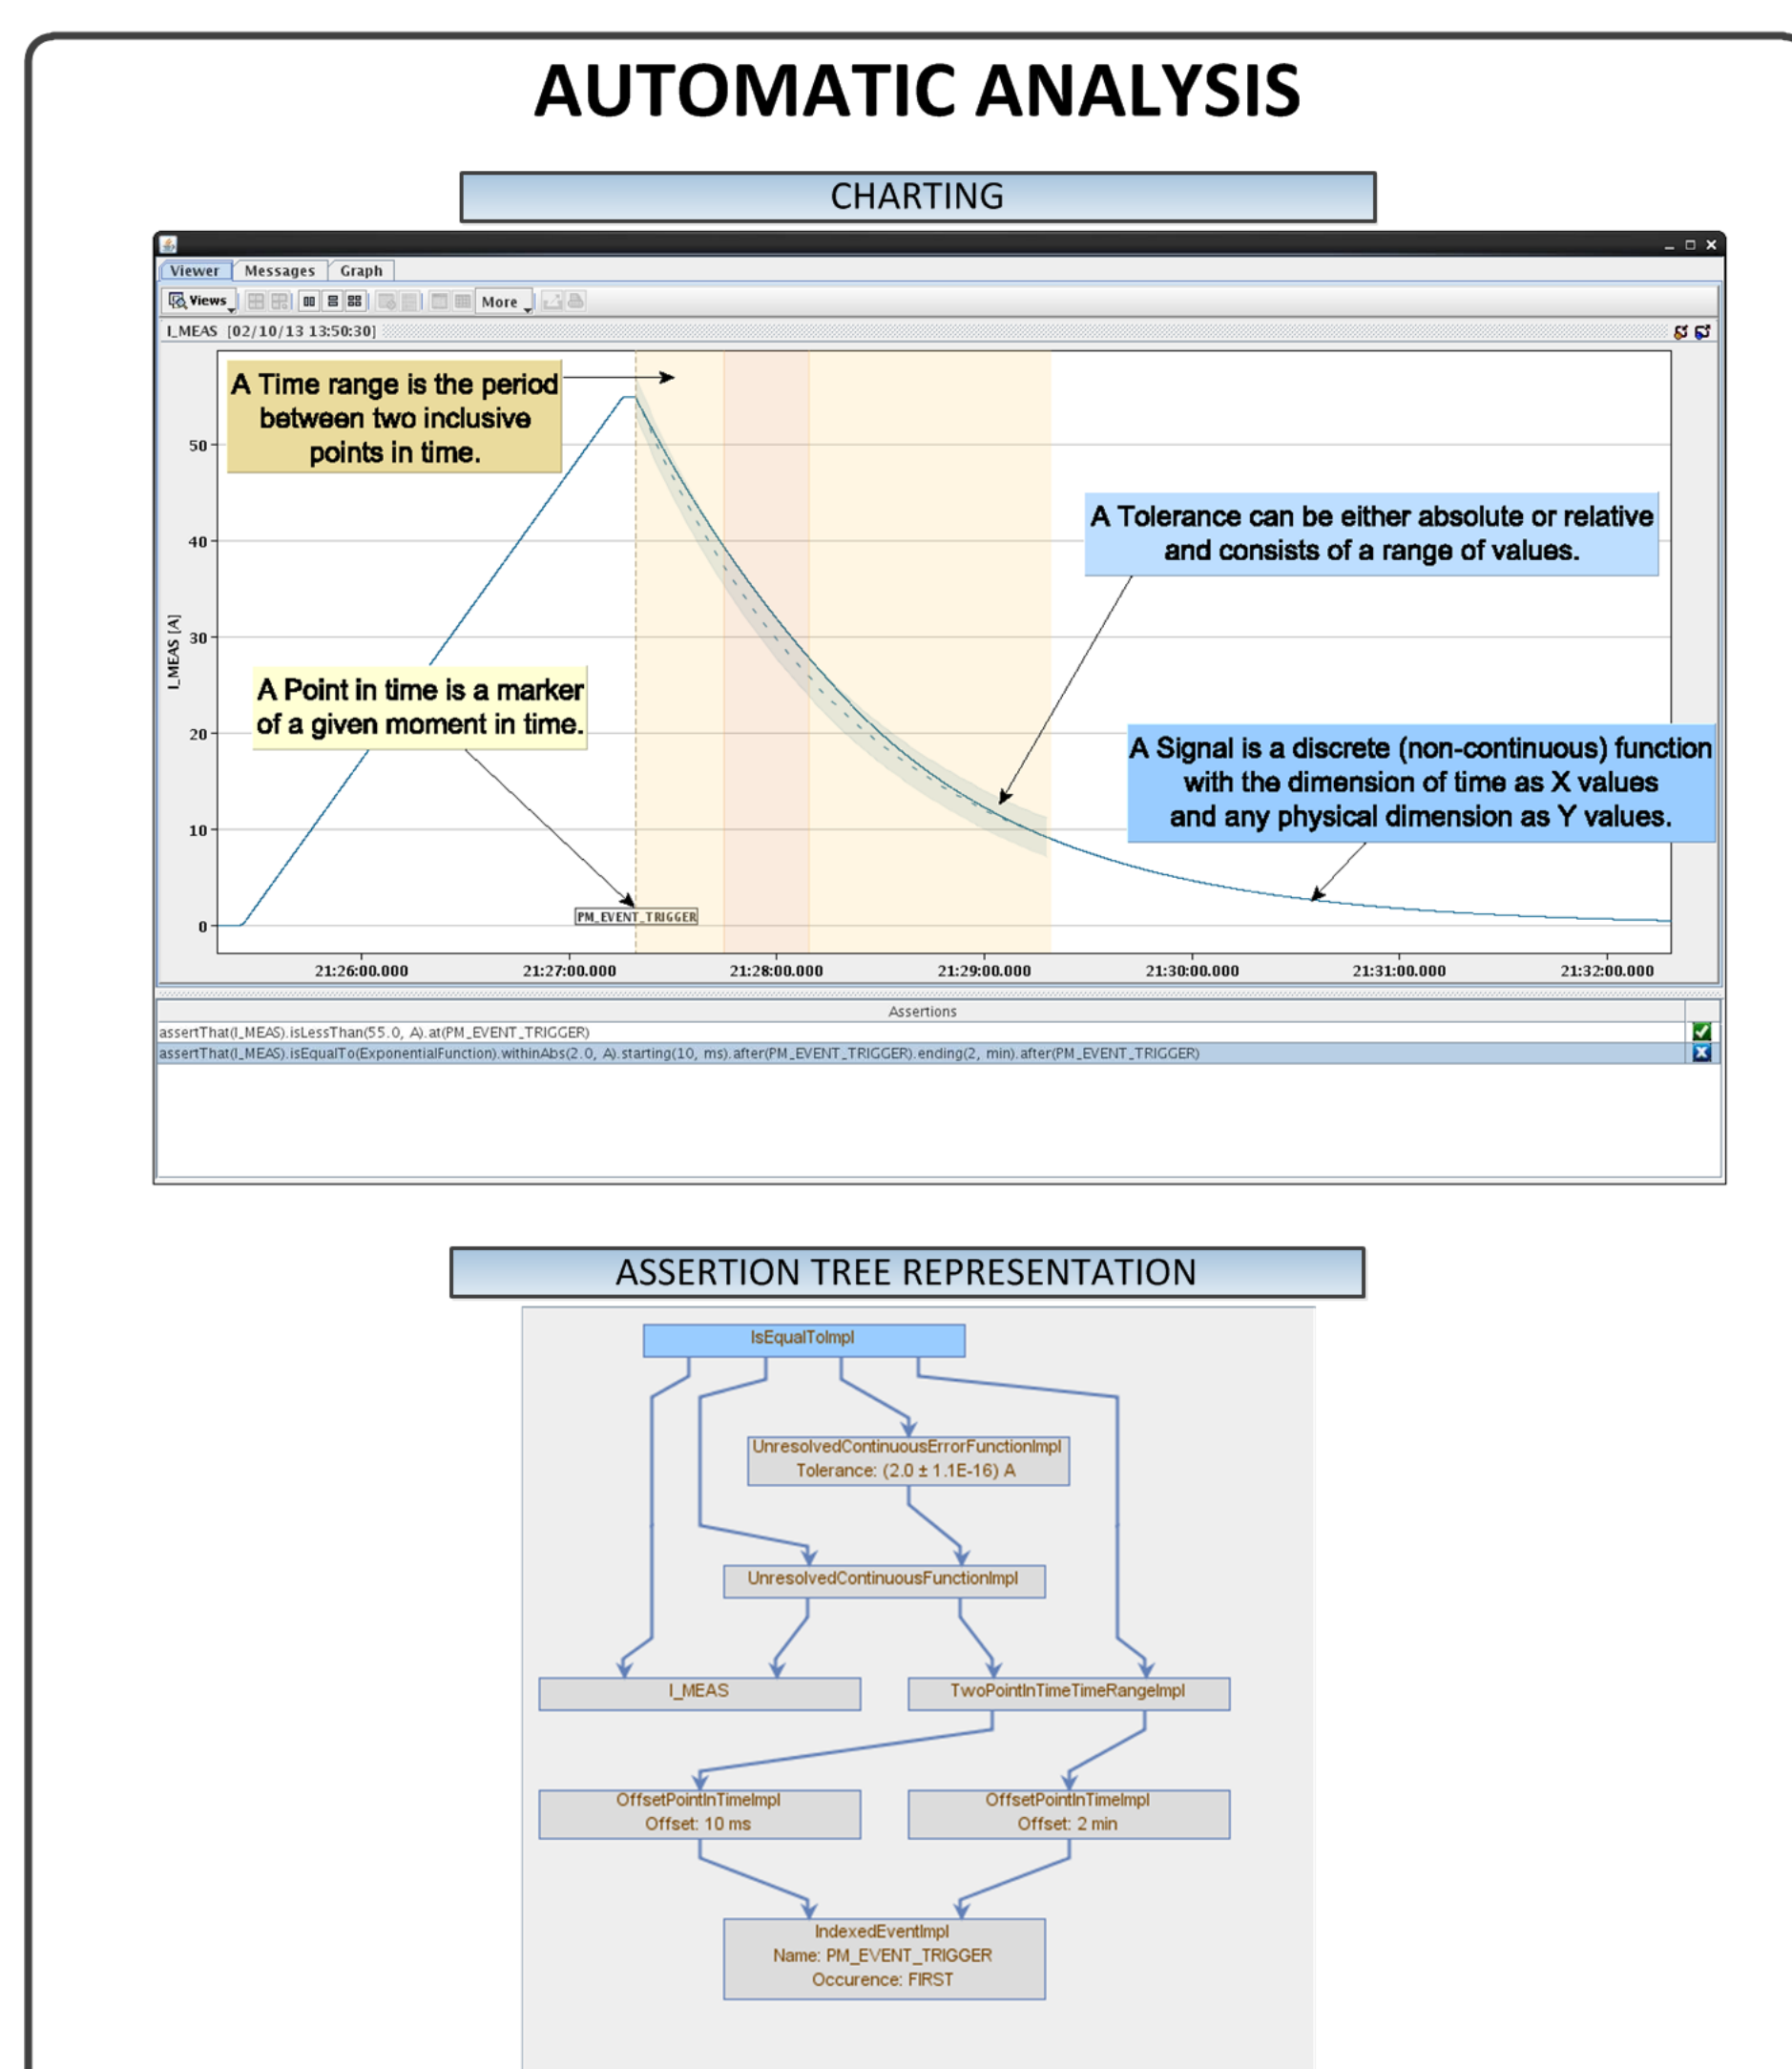 AUTOMATIC ANALYSIS
CHARTING
Viewer Messages Graph
Views More
I_MEAS [02/10/13 13:50:30]
A Time range is the period
between two inclusive
points in time.
A Tolerance can be either absolute or relative
and consists of a range of values.
A Point in time is a marker
of a given moment in time.
A Signal is a discrete (non-continuous) function
with the dimension of time as X values
and any physical dimension as Y values.
I_MEAS [A]
50
40
30
20
10
0
PM_EVENT_TRIGGER
21:26:00.000 21:27:00.000 21:28:00.000 21:29:00.000 21:30:00.000 21:31:00.000 21:32:00.000
Assertions
assertThat(I_MEAS).isLessThan(55.0, A).at(PM_EVENT_TRIGGER)
assertThat(I_MEAS).isEqualTo(ExponentialFunction).withinAbs(2.0, A).starting(10, ms).after(PM_EVENT_TRIGGER).ending(2, min).after(PM_EVENT_TRIGGER)
ASSERTION TREE REPRESENTATION
IsEqualToImpl
UnresolvedContinuousErrorFunctionImpl
Tolerance: (2.0 ± 1.1E-16) A
UnresolvedContinuousFunctionImpl
I_MEAS
TwoPointInTimeTimeRangeImpl
OffsetPointInTimeImpl
Offset: 10 ms
OffsetPointInTimeImpl
Offset: 2 min
IndexedEventImpl
Name: PM_EVENT_TRIGGER
Occurence: FIRST